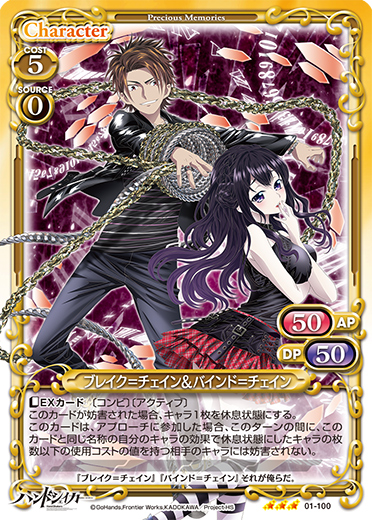 Precious Memories
Character
COST
5
SOURCE
0
50 AP
DP 50
ブレイク＝チェイン&バインド＝チェイン
□EXカード 〔コンビ〕〔アクティブ〕
このカードが妨害された場合、キャラ1枚を休息状態にする。
このカードは、アプローチに参加した場合、このターンの間に、この
カードと同じ名称の自分のキャラの効果で休息状態にしたキャラの枚
数以下の使用コストの値を持つ相手のキャラには妨害されない。
『ブレイク＝チェイン』『バインド＝チェイン』それが俺らだ。
ハンドシェイカー
★★★ 01-100
©GoHands,Frontier Works,KADOKAWA／Project-HS